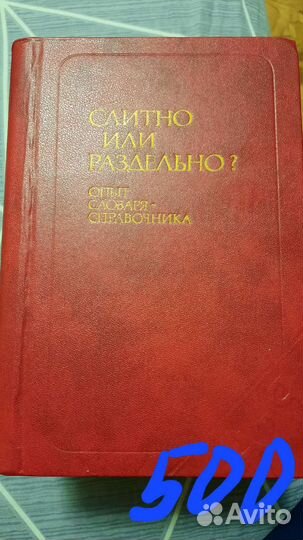 СЛИТНО
ИЛИ
РАЗДЕЛЬНО?
ОПЫТ
СЛОВАРЯ-
СПРАВОЧНИКА
500
Avito